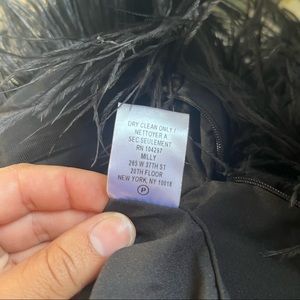 DRY CLEAN ONLY /
NETTOYER A
SEC SEULEMENT
RN 104297
MILLY
265 W 37TH ST
20TH FLOOR
NEW YORK, NY 10018
P